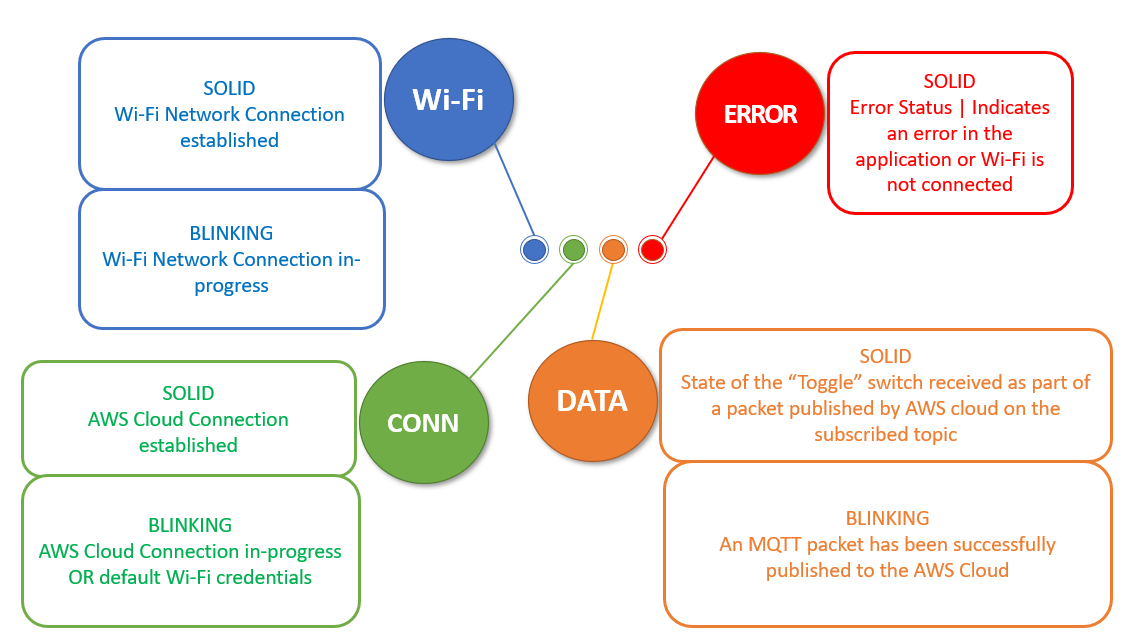 Wi-Fi
SOLID
Wi-Fi Network Connection
established
BLINKING
Wi-Fi Network Connection in-
progress
ERROR
SOLID
Error Status | Indicates
an error in the
application or Wi-Fi is
not connected
CONN
SOLID
AWS Cloud Connection
established
BLINKING
AWS Cloud Connection in-progress
OR default Wi-Fi credentials
DATA
SOLID
State of the “Toggle” switch received as part of
a packet published by AWS cloud on the
subscribed topic
BLINKING
An MQTT packet has been successfully
published to the AWS Cloud